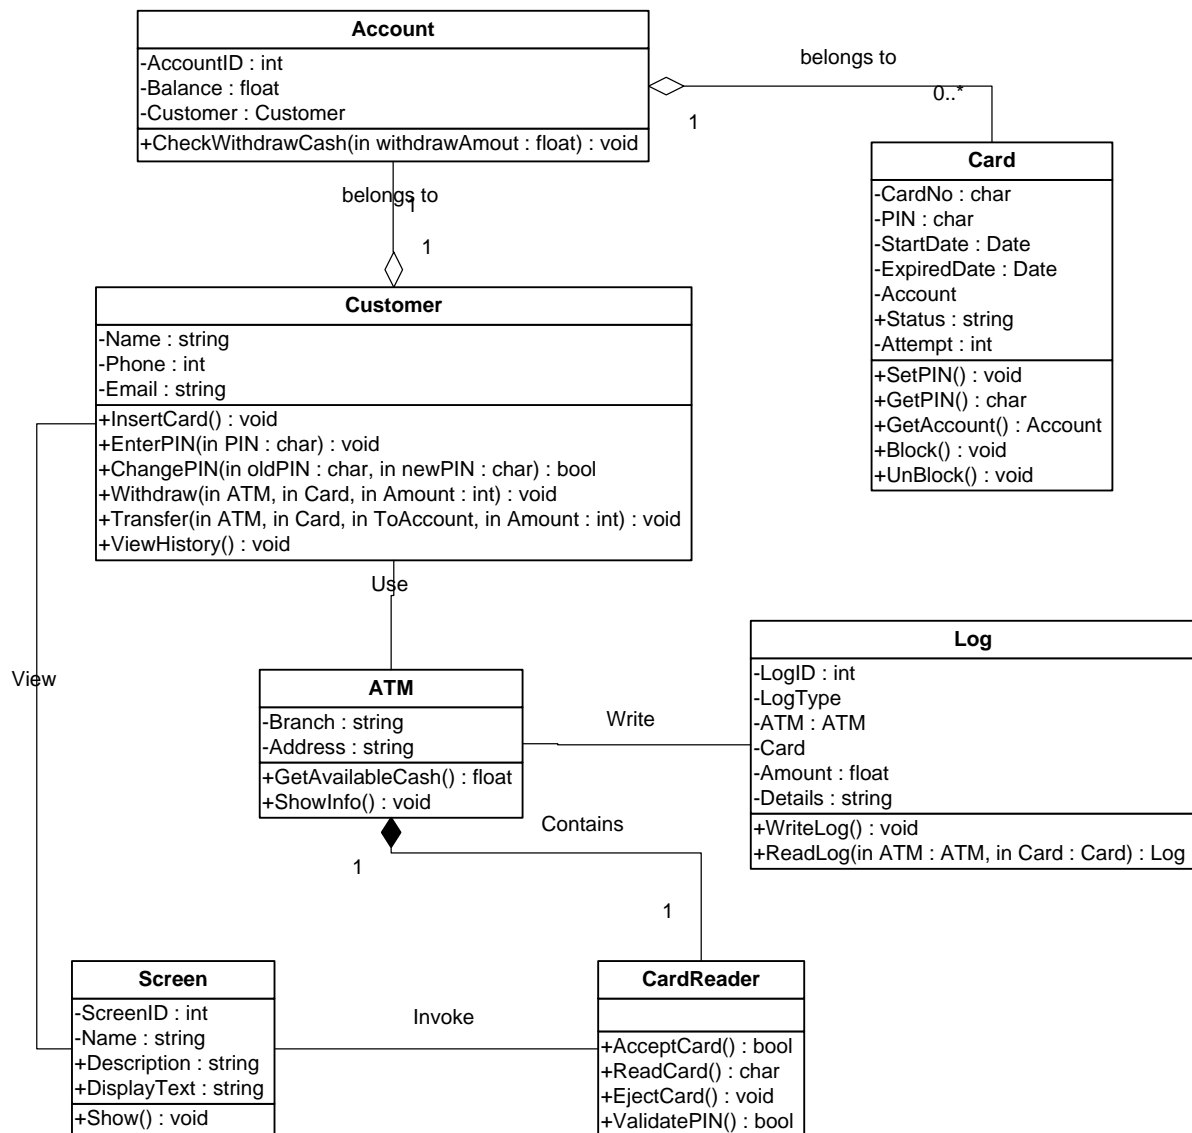 Account
-AccountID : int
-Balance : float
-Customer : Customer
+CheckWithdrawCash(in withdrawAmout : float) : void
belongs to
0..*
1
Card
-CardNo : char
-PIN : char
-StartDate : Date
-ExpiredDate : Date
-Account
+Status : string
-Attempt : int
+SetPIN() : void
+GetPIN() : char
+GetAccount() : Account
+Block() : void
+UnBlock() : void
belongs to
1
1
Customer
-Name : string
-Phone : int
-Email : string
+InsertCard() : void
+EnterPIN(in PIN : char) : void
+ChangePIN(in oldPIN : char, in newPIN : char) : bool
+Withdraw(in ATM, in Card, in Amount : int) : void
+Transfer(in ATM, in Card, in ToAccount, in Amount : int) : void
+ViewHistory() : void
Use
View
ATM
-Branch : string
-Address : string
+GetAvailableCash() : float
+ShowInfo() : void
Write
Log
-LogID : int
-LogType
-ATM : ATM
-Card
-Amount : float
-Details : string
+WriteLog() : void
+ReadLog(in ATM : ATM, in Card : Card) : Log
Contains
1
1
Screen
-ScreenID : int
-Name : string
+Description : string
+DisplayText : string
+Show() : void
Invoke
CardReader
+AcceptCard() : bool
+ReadCard() : char
+EjectCard() : void
+ValidatePIN() : bool